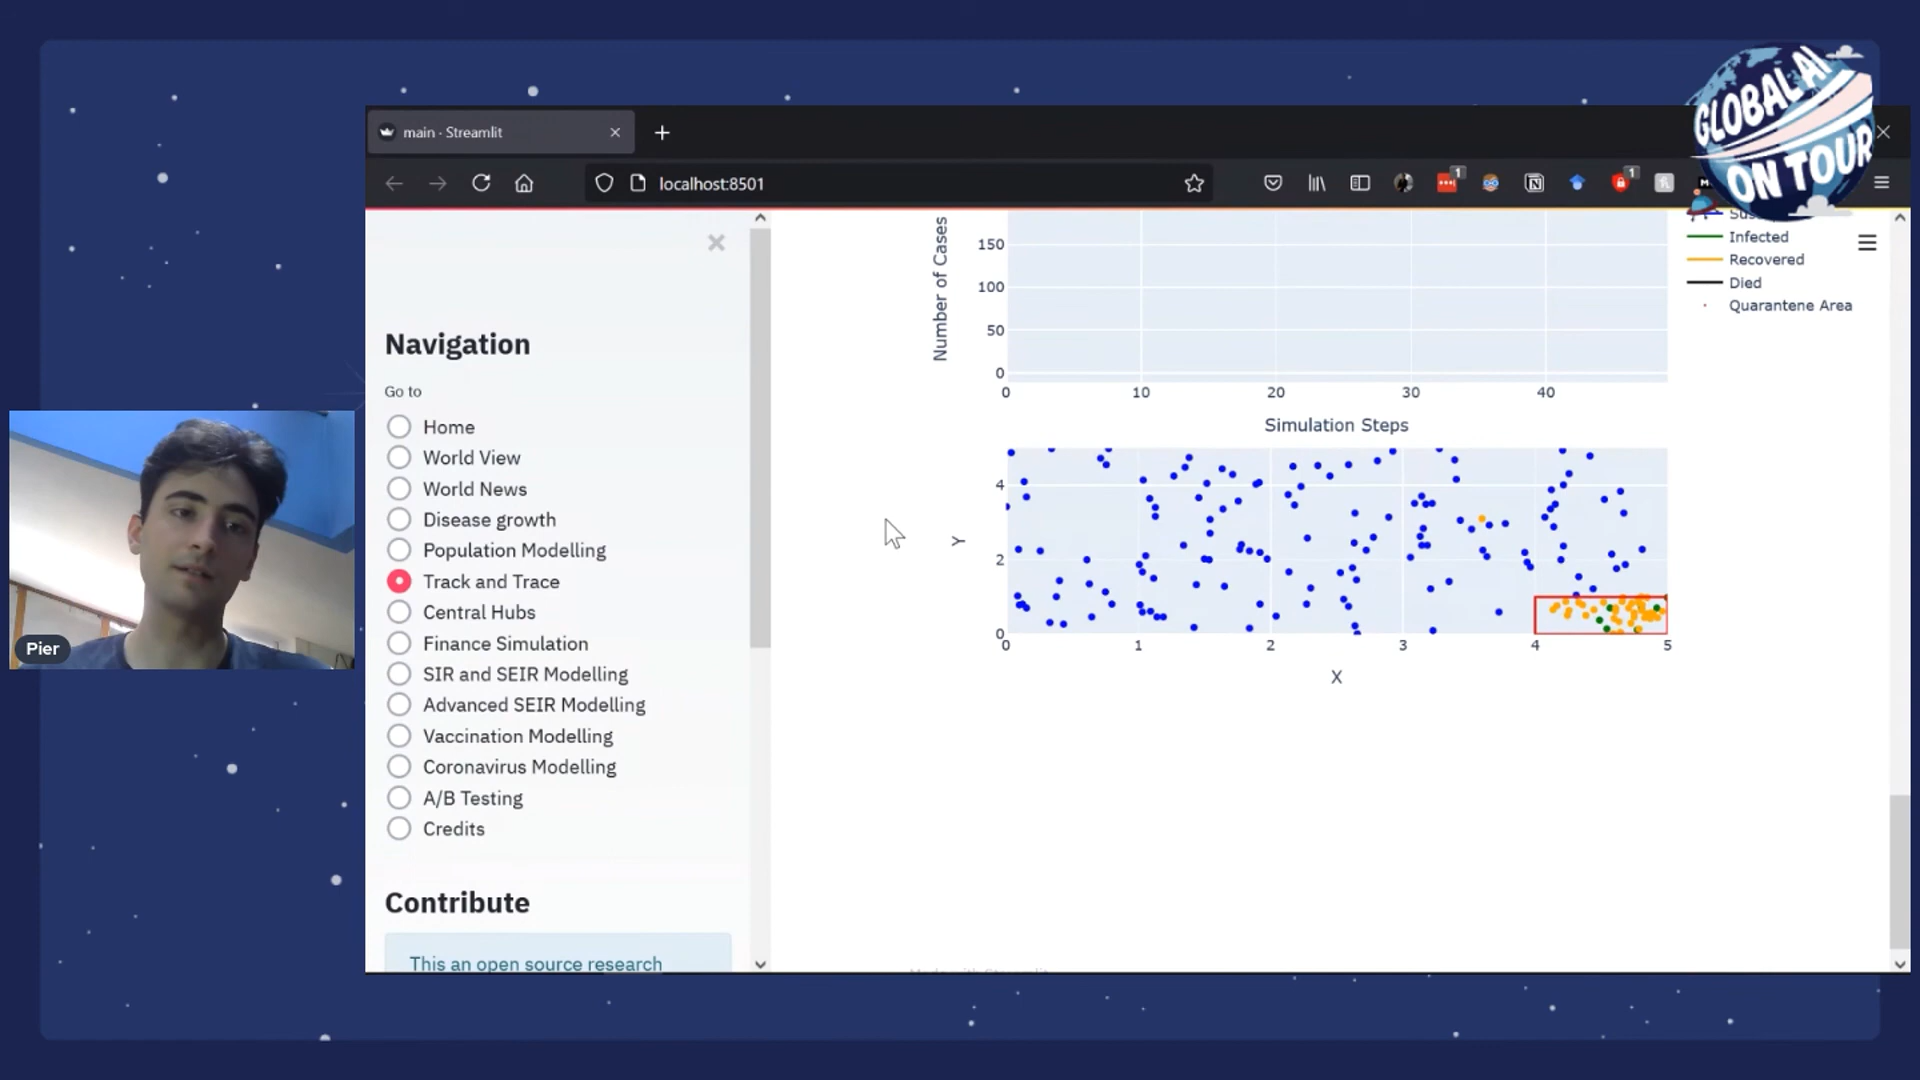 GLOBAL AI
ON TOUR
main - Streamlit
localhost:8501
1
1
Navigation
Go to
Home
World View
World News
Disease growth
Population Modelling
Track and Trace
Central Hubs
Finance Simulation
SIR and SEIR Modelling
Advanced SEIR Modelling
Vaccination Modelling
Coronavirus Modelling
A/B Testing
Credits
Contribute
This an open source research
Number of Cases
150
100
50
0
0 10 20 30 40
Simulation Steps
Infected
Recovered
Died
Quarantene Area
Y
4
2
0
0 1 2 3 4 5
X
Pier